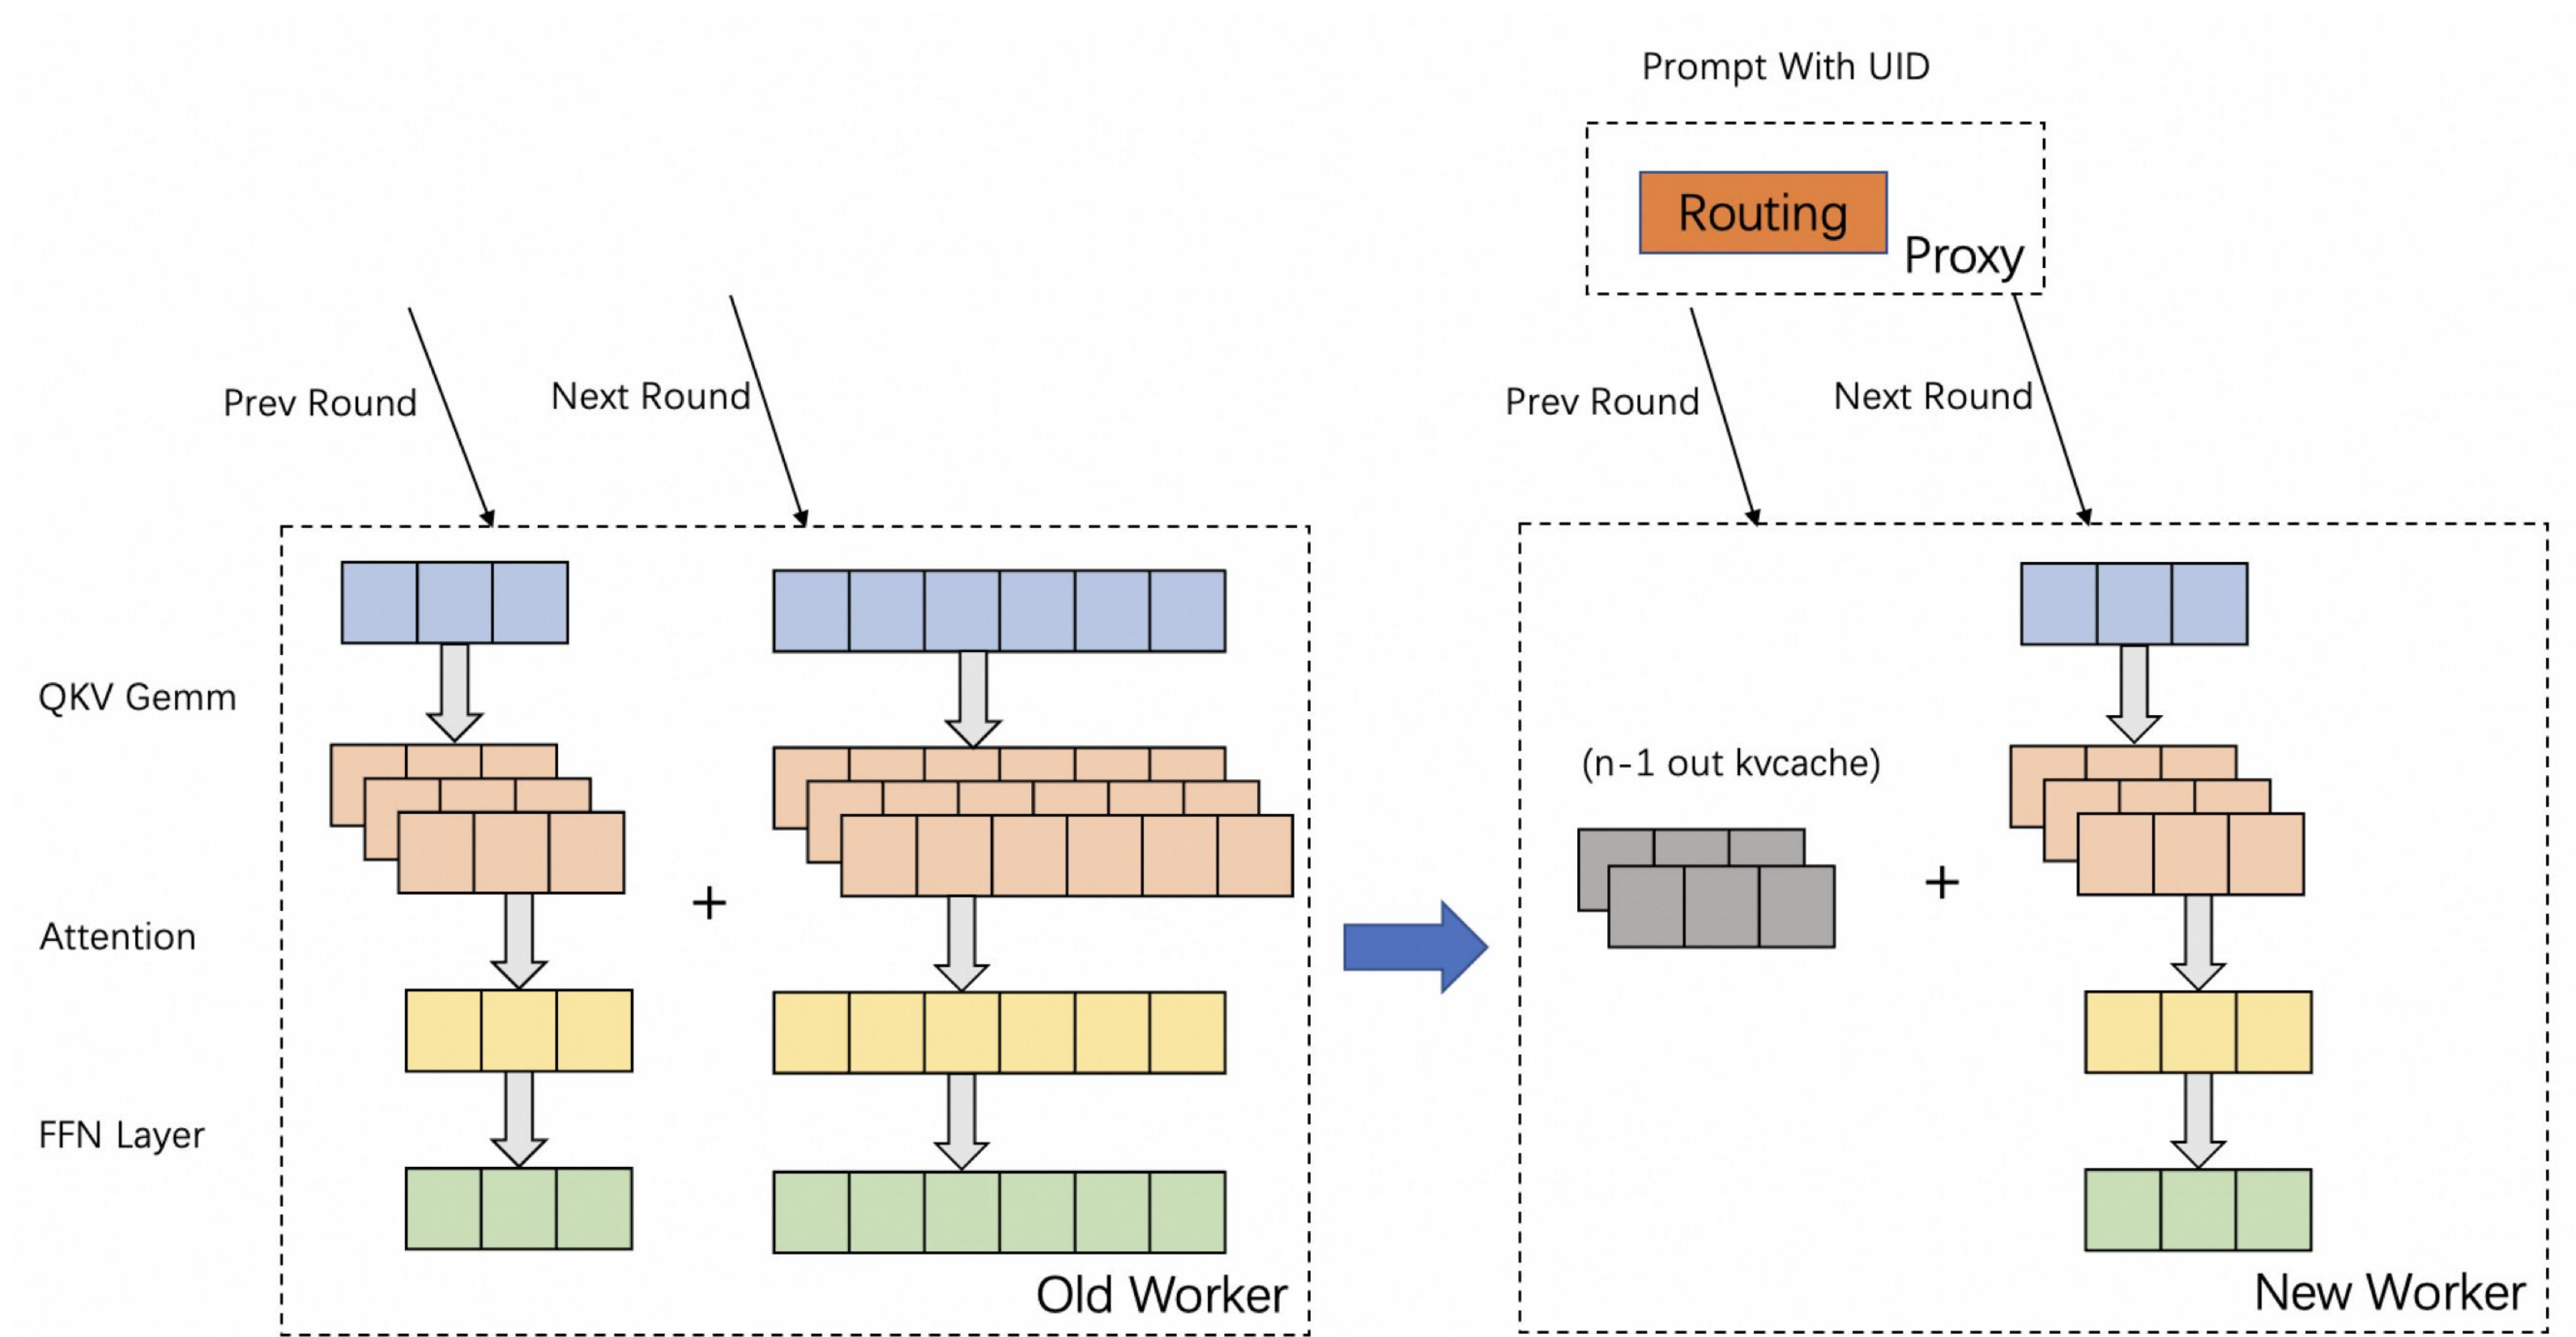 Prompt With UID
Routing
Proxy
Prev Round
Next Round
Prev Round
Next Round
QKV Gemm
(n-1 out kvcache)
+
+
Attention
FFN Layer
Old Worker
New Worker